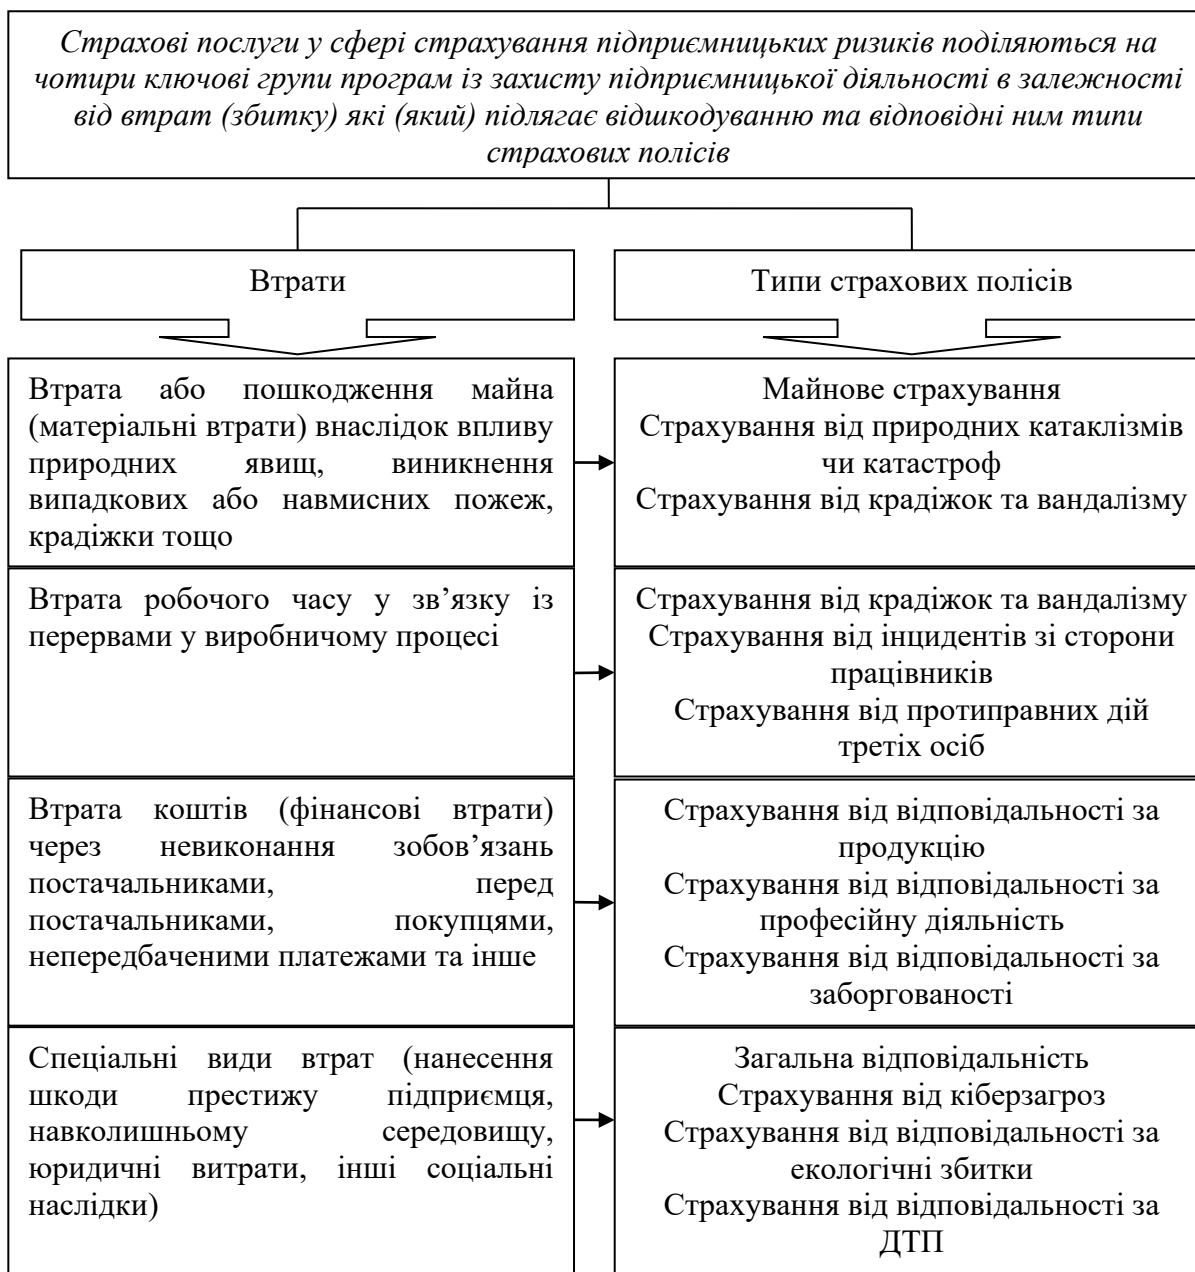 Страхові послуги у сфері страхування підприємницьких ризиків поділяються на
чотири ключові групи програм із захисту підприємницької діяльності в залежності
від втрат (збитку) які (який) підлягає відшкодуванню та відповідні ним типи
страхових полісів
Втрати
Типи страхових полісів
Втрата або пошкодження майна
(матеріальні втрати) внаслідок впливу
природних явищ, виникнення
випадкових або навмисних пожеж,
крадіжки тощо
Майнове страхування
Страхування від природних катаклізмів
чи катастроф
Страхування від крадіжок та вандалізму
Втрата робочого часу у зв’язку із
перервами у виробничому процесі
Страхування від крадіжок та вандалізму
Страхування від інцидентів зі сторони
працівників
Страхування від протиправних дій
третіх осіб
Втрата коштів (фінансові втрати)
через невиконання зобов’язань
постачальниками, перед
постачальниками, покупцями,
непередбаченими платежами та інше
Страхування від відповідальності за
продукцію
Страхування від відповідальності за
професійну діяльність
Страхування від відповідальності за
заборгованості
Спеціальні види втрат (нанесення
шкоди престижу підприємця,
навколишньому середовищу,
юридичні витрати, інші соціальні
наслідки)
Загальна відповідальність
Страхування від кіберзагроз
Страхування від відповідальності за
екологічні збитки
Страхування від відповідальності за
ДТП